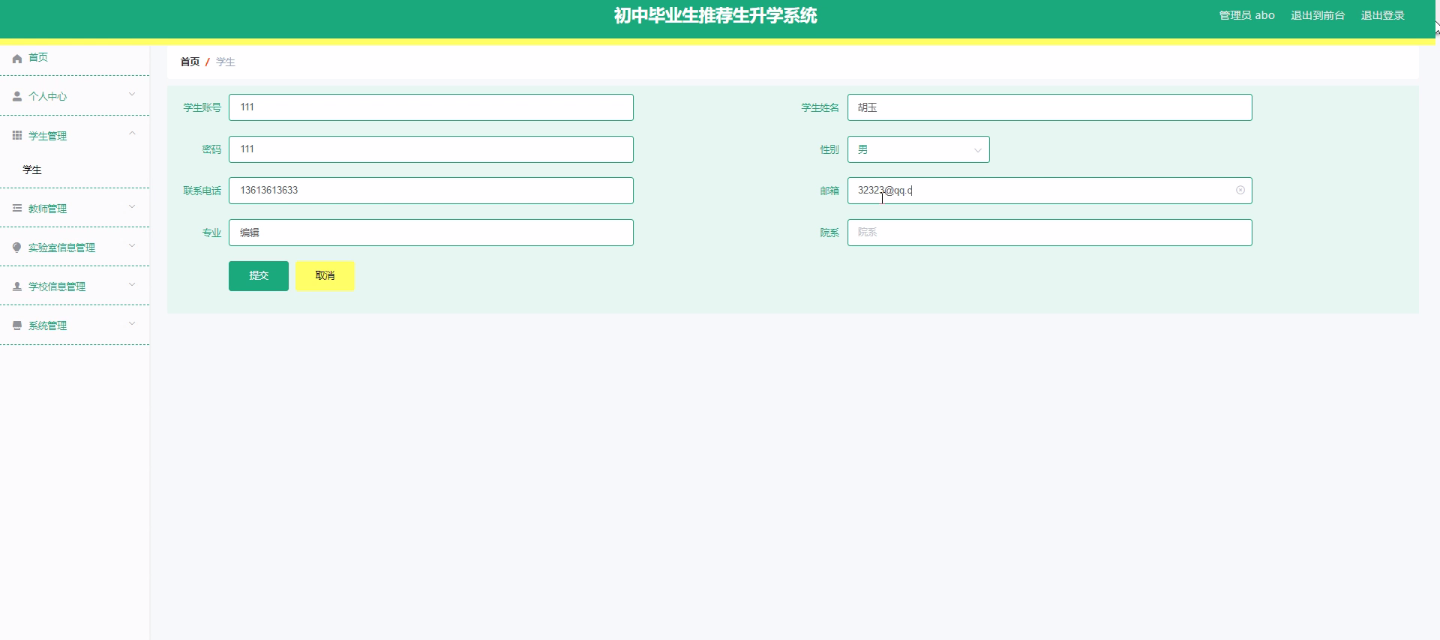 初中毕业生推荐生升学系统
管理员 abo 退出到前台 退出登录
首页
个人中心
学生管理
学生
教师管理
实验室信息管理
学校信息管理
系统管理
首页 / 学生
学生账号 111 学生姓名 胡玉
密码 111 性别 男
联系电话 13613613633 邮箱 32323@qq.c
专业 编辑 院系 院系
提交 取消